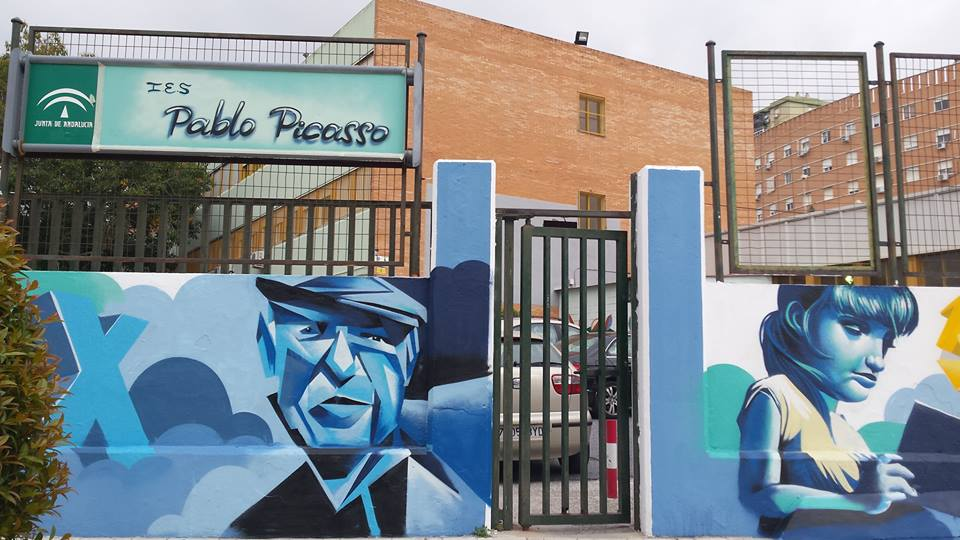 IES
Pablo Picasso
JUNTA DE ANDALUCIA
X